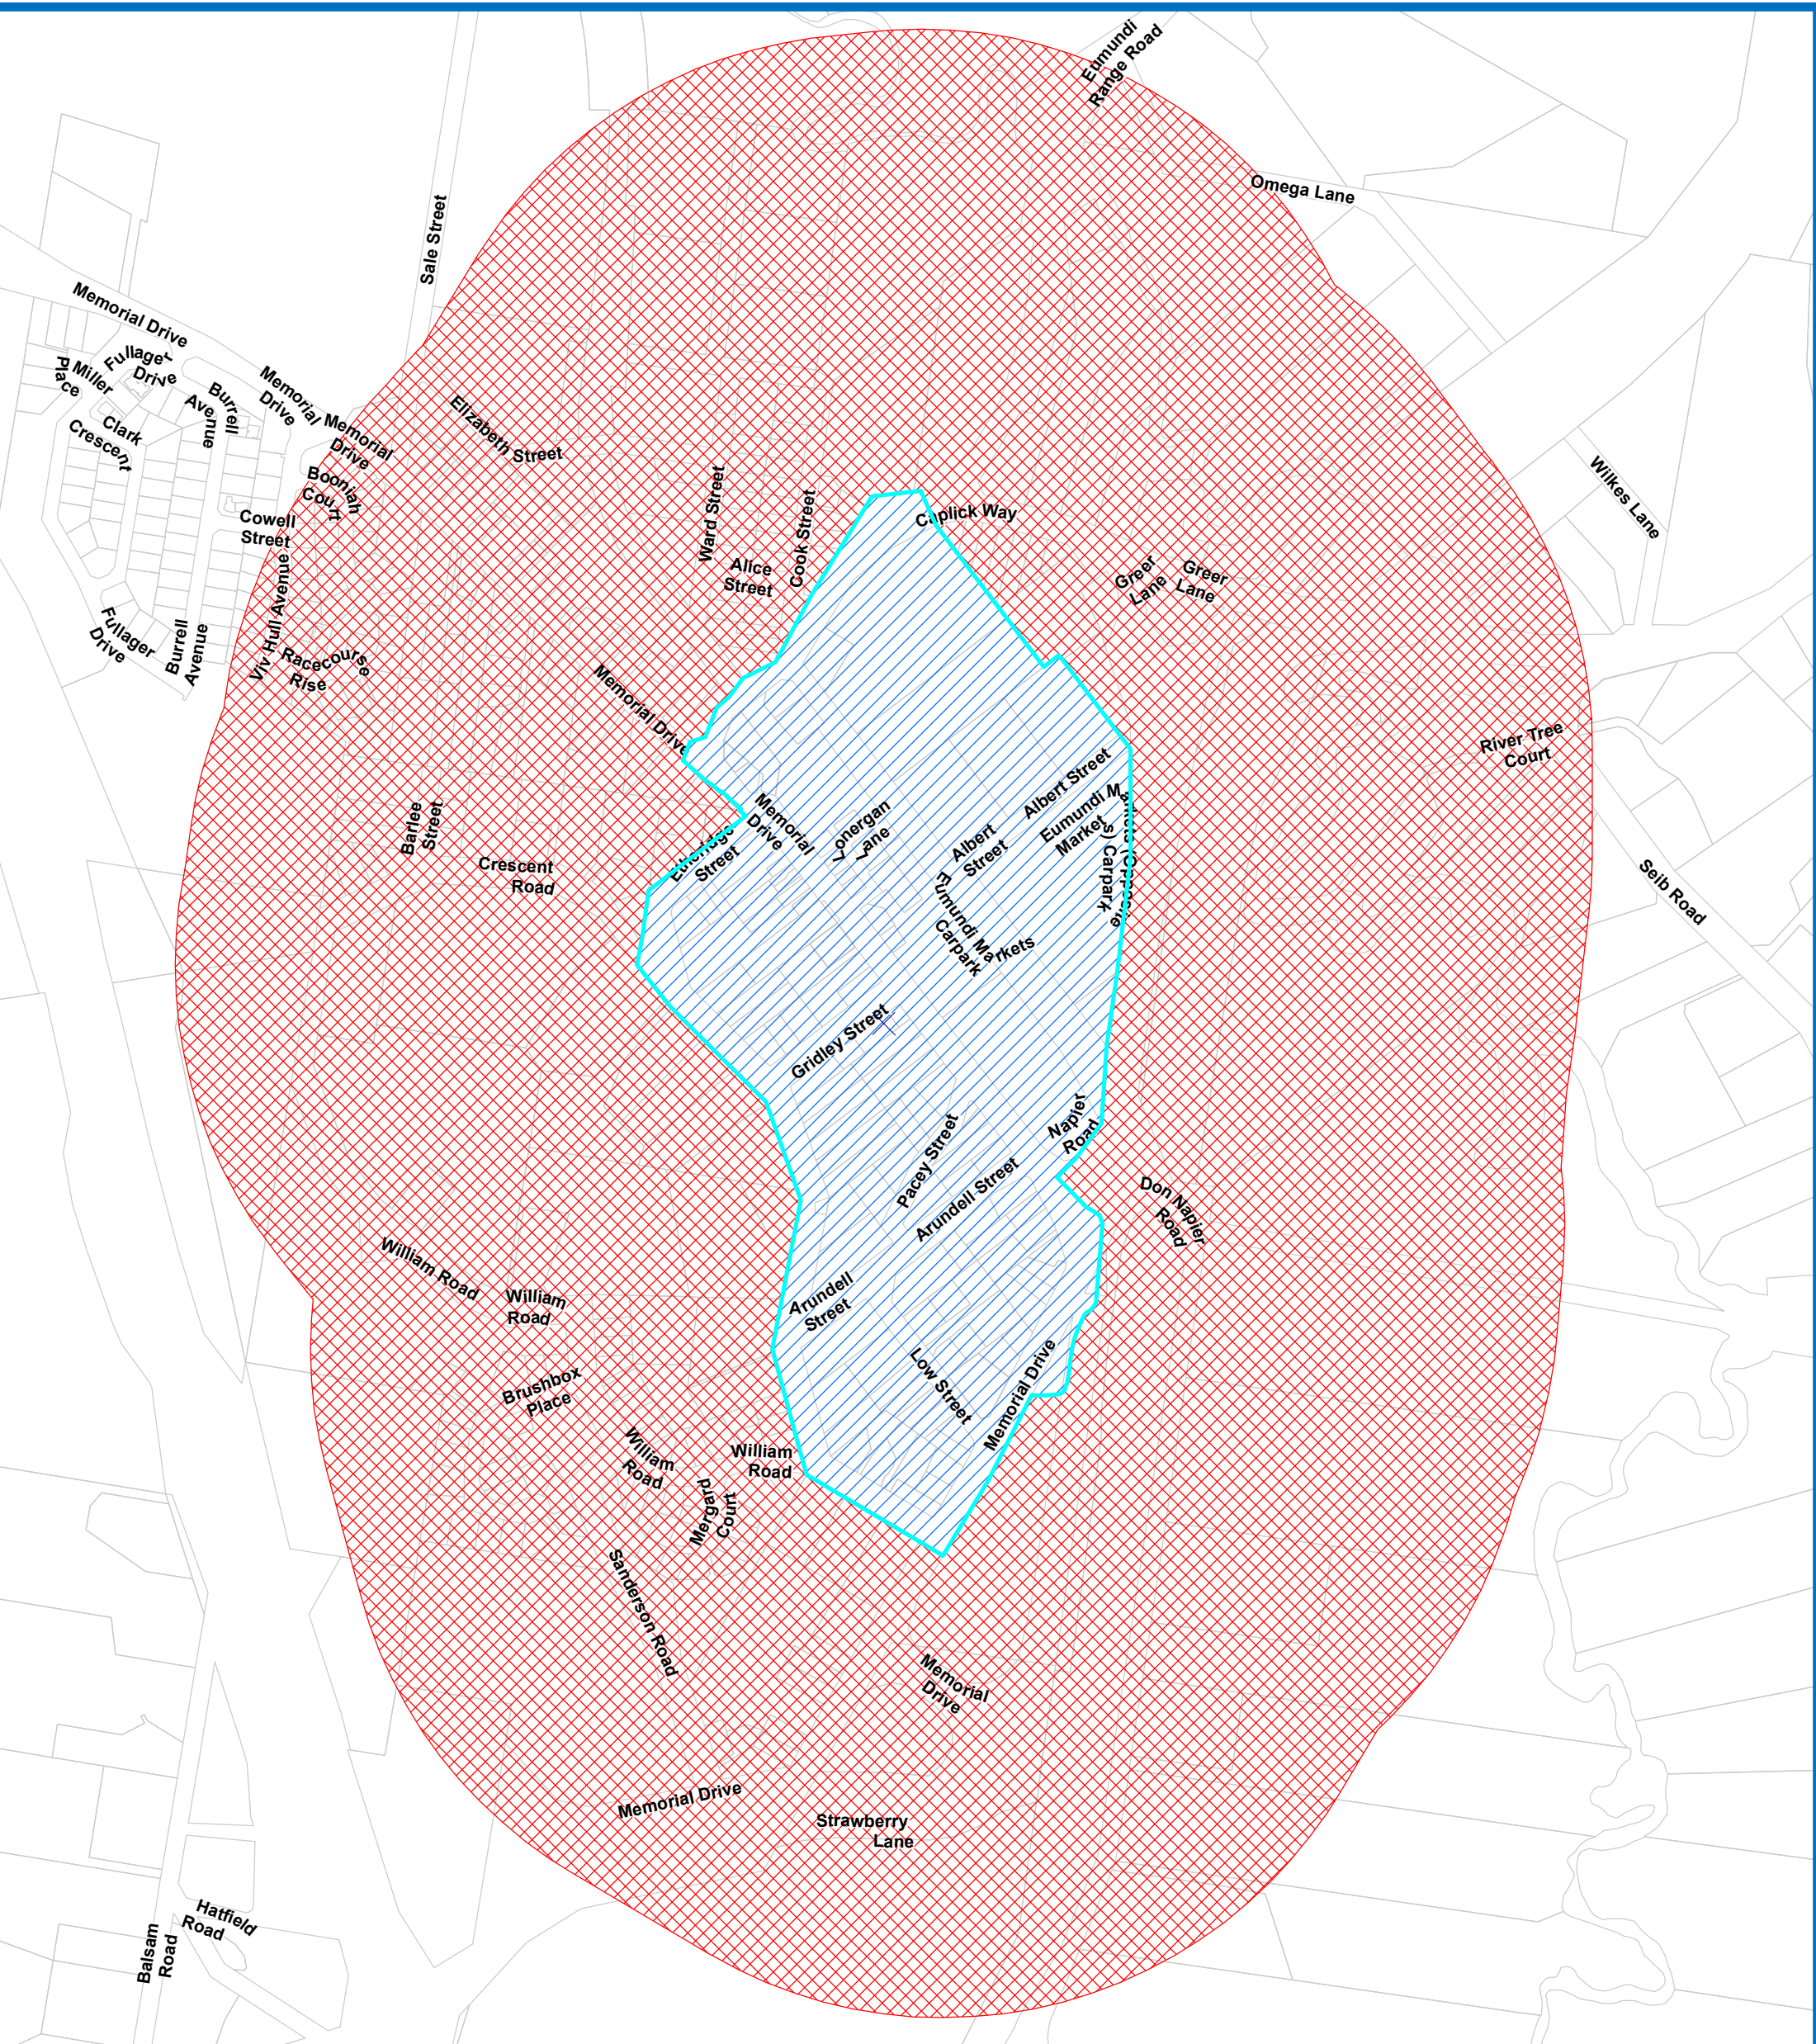 Eumundi
Range Road
Omega Lane
Sale Street
Memorial Drive
Fullager
Drive
Miller
Place
Burrell
Avenue
Memorial
Drive
Memorial
Drive
Clark
Crescent
Elizabeth Street
Boonian
Court
Cowell
Street
Ward Street
Cook Street
Caplick Way
Wilkes Lane
Alice
Street
Greer
Lane
Greer
Lane
Viv Hull Avenue
Fullager
Drive
Burrell
Avenue
Racecourse
Rise
Memorial Drive
River Tree
Court
Albert Street
Memorial
Drive
Lonergan
Lane
Eumundi Markets (Opposite
Market s) Carpark
Albert
Street
Barlee
Street
Etheridge
Street
Crescent
Road
Seib Road
Eumundi Markets
Carpark
Gridley Street
Napier
Road
Pacey Street
Arundell Street
Don Napier
Road
William Road
William
Road
Arundell
Street
Low Street
Memorial Drive
Brushbox
Place
William
Road
William
Road
Mergard
Court
Sanderson Road
Memorial
Drive
Memorial Drive
Strawberry
Lane
Hatfield
Road
Balsam
Road